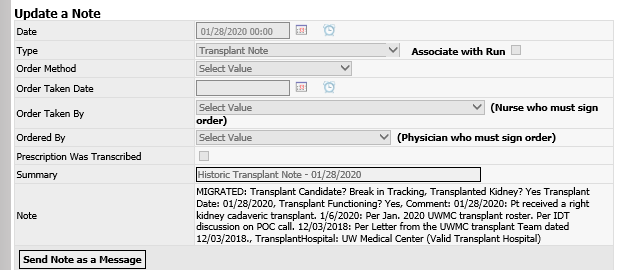 Update a Note
Date 01/28/2020 00:00
Type Transplant Note Associate with Run
Order Method Select Value
Order Taken Date
Order Taken By Select Value (Nurse who must sign
order)
Ordered By Select Value (Physician who must sign order)
Prescription Was Transcribed
Summary Historic Transplant Note - 01/28/2020
MIGRATED: Transplant Candidate? Break in Tracking, Transplanted Kidney? Yes Transplant
Date: 01/28/2020, Transplant Functioning? Yes, Comment: 01/28/2020: Pt received a right
Note kidney cadaveric transplant. 1/6/2020: Per Jan. 2020 UWMC transplant roster. Per IDT
discussion on POC call. 12/03/2018: Per Letter from the UWMC transplant Team dated
12/03/2018., TransplantHospital: UW Medical Center (Valid Transplant Hospital)
Send Note as a Message